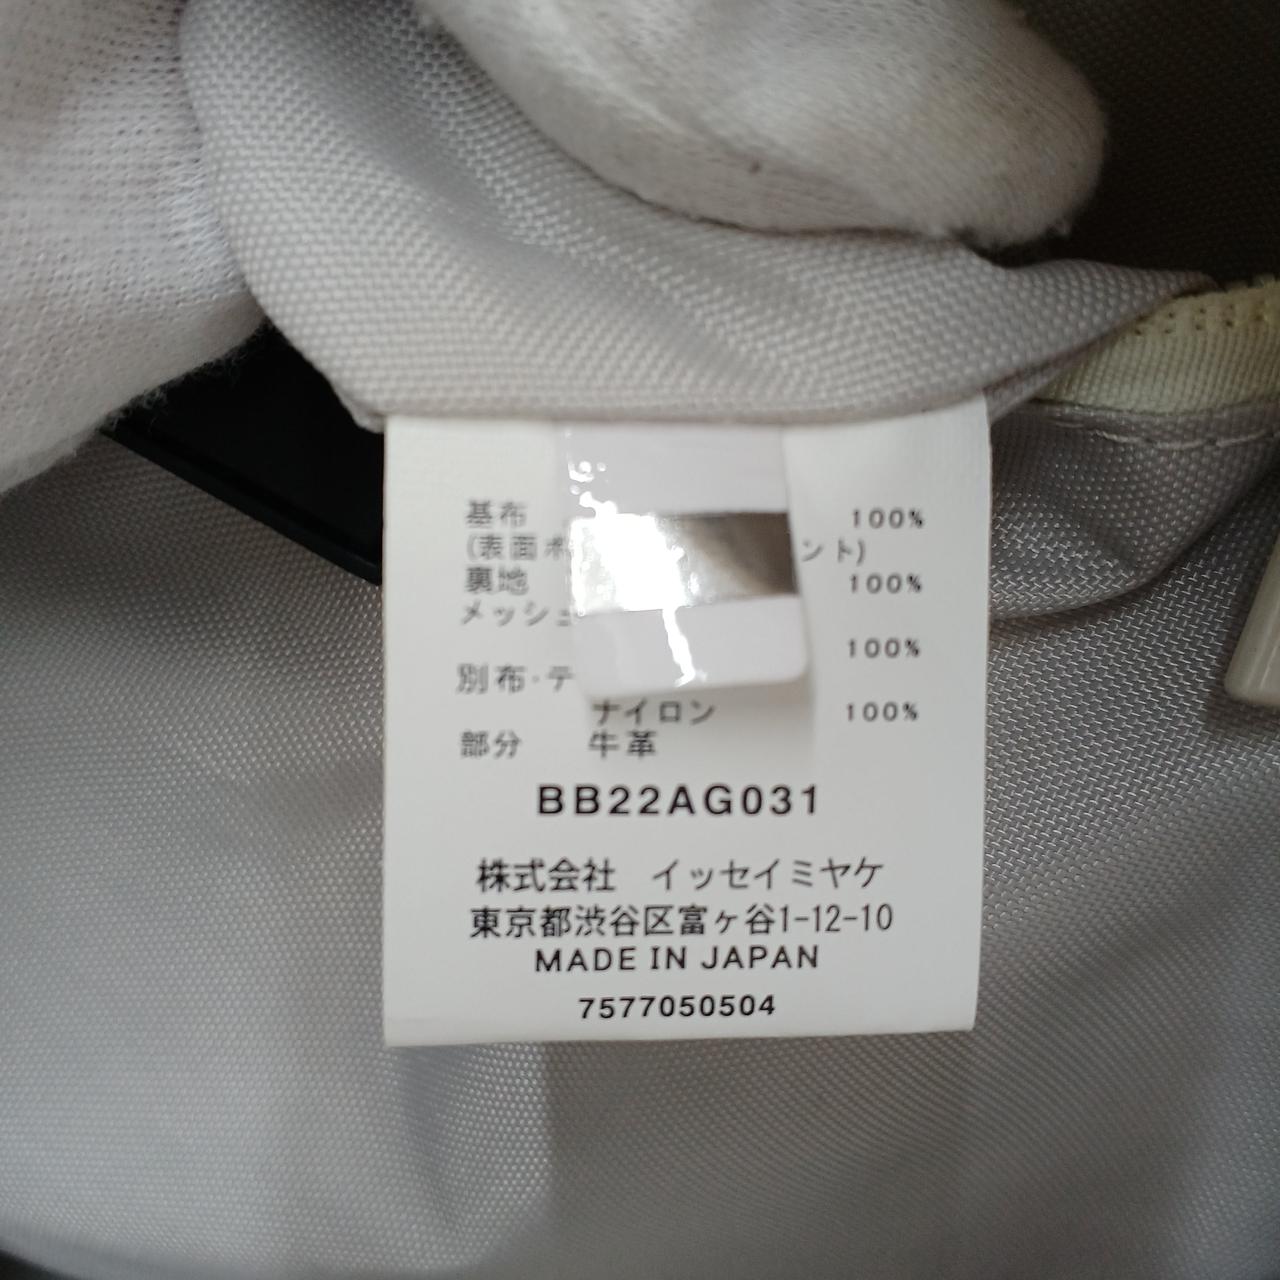 基布 100%
(表面 ント)
裏地 100%
メッシュ
100%
別布・テ
ナイロン 100%
部分 牛革
BB22AG031
株式会社 イッセイミヤケ
東京都渋谷区富ヶ谷1-12-10
MADE IN JAPAN
7577050504